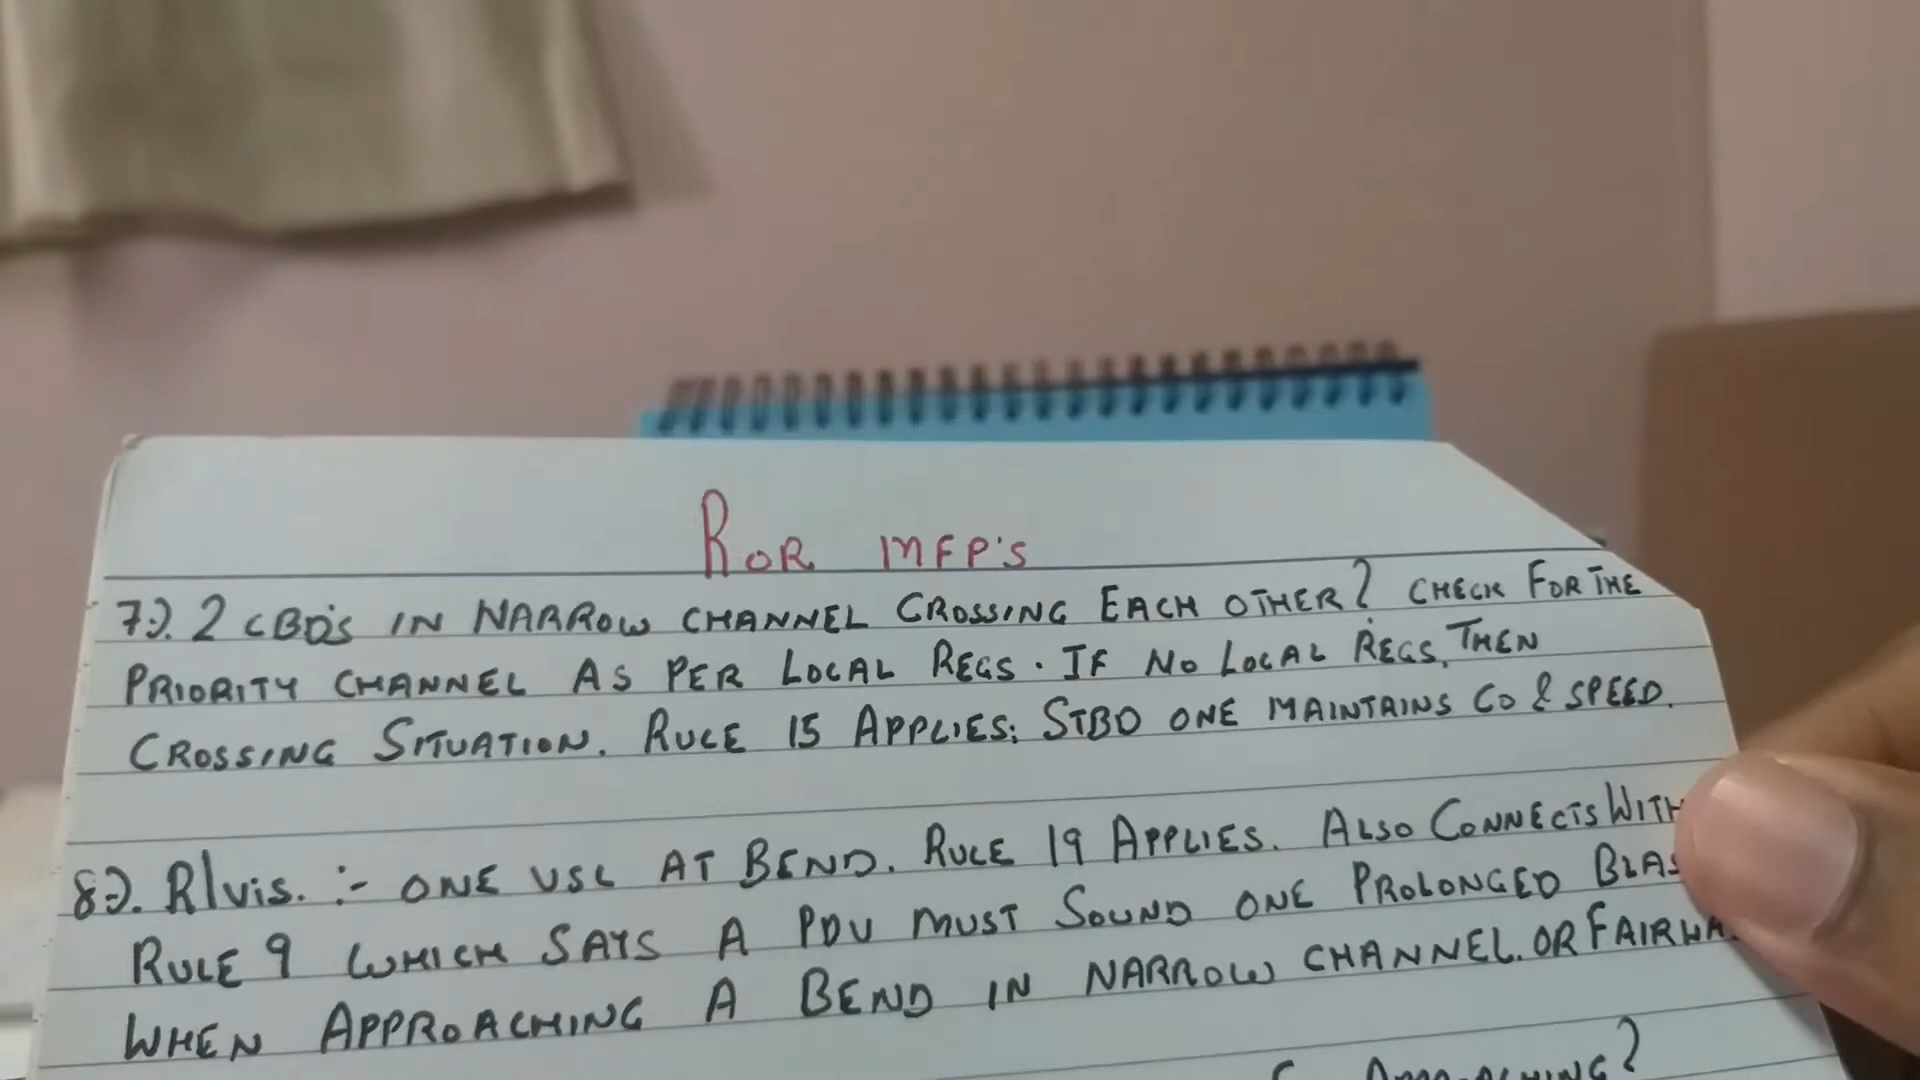 ROR MFP'S
7). 2 CBD'S IN NARROW CHANNEL CROSSING EACH OTHER? CHECK FOR THE
PRIORITY CHANNEL AS PER LOCAL REGS. IF NO LOCAL REGS, THEN
CROSSING SITUATION. RULE 15 APPLIES: STBD ONE MAINTAINS CO & SPEED.
8). R/VIS. :- ONE VSL AT BEND. RULE 19 APPLIES. ALSO CONNECTS WITH
RULE 9 WHICH SAYS A PDV MUST SOUND ONE PROLONGED BLAS
WHEN APPROACHING A BEND IN NARROW CHANNEL. OR FAIRWA